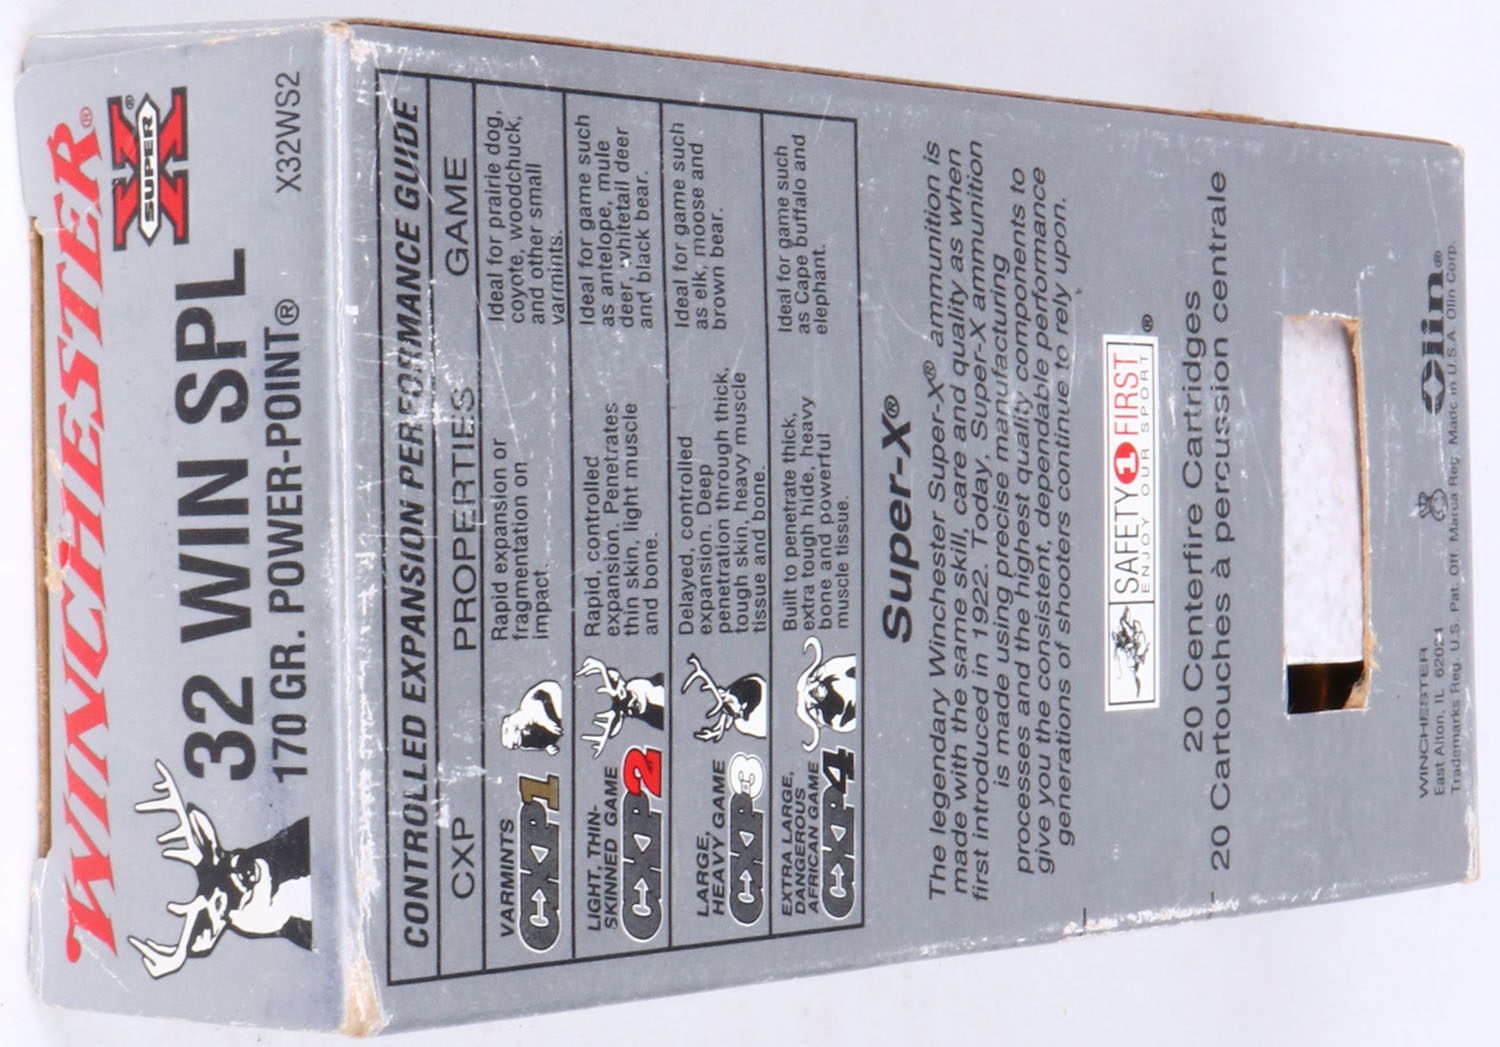 WINCHESTER®
SUPER X®
32 WIN SPL
170 GR. POWER-POINT®
X32WS2
CONTROLLED EXPANSION PERFORMANCE GUIDE
CXP PROPERTIES GAME
VARMINTS
CXP1
Rapid expansion or
fragmentation on
impact.
Ideal for prairie dog,
coyote, woodchuck,
and other small
varmints.
LIGHT, THIN-
SKINNED GAME
CXP2
Rapid, controlled
expansion. Penetrates
thin skin, light muscle
and bone.
Ideal for game such
as antelope, mule
deer, whitetail deer
and black bear.
LARGE,
HEAVY GAME
CXP3
Delayed, controlled
expansion. Deep
penetration through thick,
tough skin, heavy muscle
tissue and bone.
Ideal for game such
as elk, moose and
brown bear.
EXTRA LARGE,
DANGEROUS
AFRICAN GAME
CXP4
Built to penetrate thick,
extra tough hide, heavy
bone and powerful
muscle tissue.
Ideal for game such
as Cape buffalo and
elephant.
Super-X®
The legendary Winchester Super-X® ammunition is
made with the same skill, care and quality as when
first introduced in 1922. Today, Super-X ammunition
is made using precise manufacturing
processes and the highest quality components to
give you the consistent, dependable performance
generations of shooters continue to rely upon.
SAFETY 1 FIRST®
ENJOY OUR SPORT
20 Centerfire Cartridges
20 Cartouches à percussion centrale
WINCHESTER
East Alton, IL 62024
Trademarks Reg. U.S. Pat. Off. Marca Reg. Made in U.S.A. Olin Corp.
Olin®